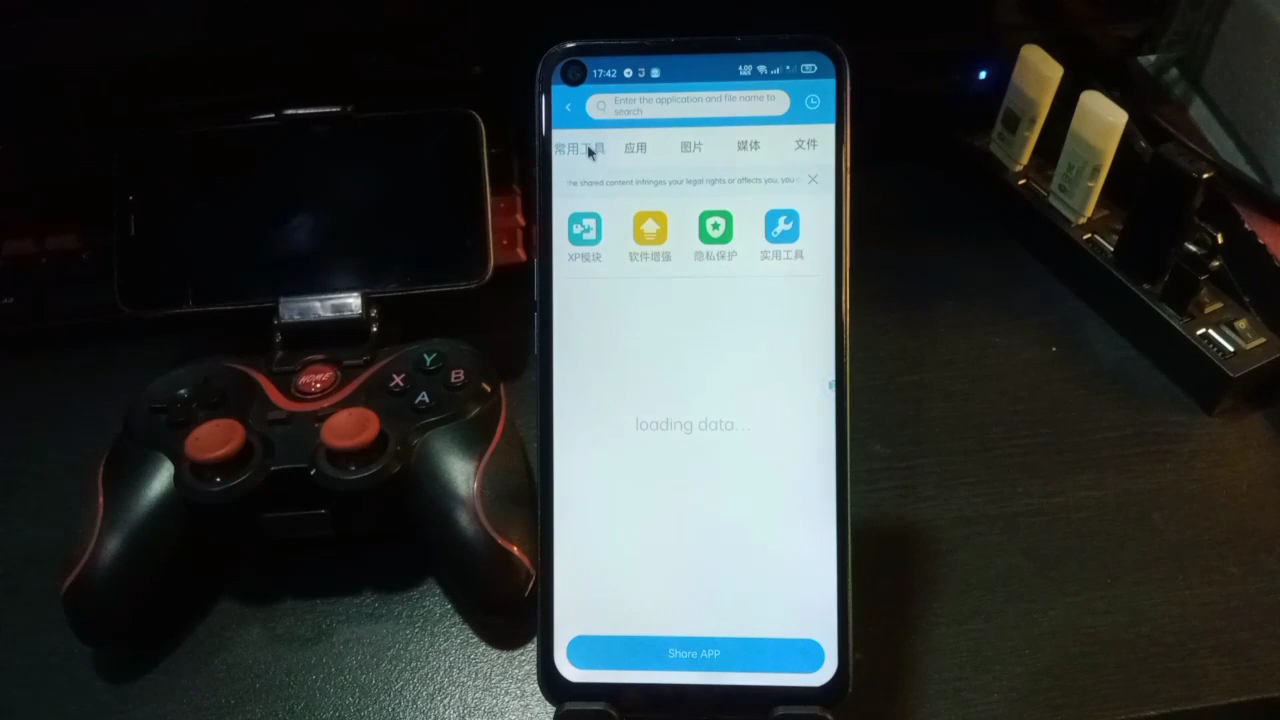 17:42
4.00
Enter the application and file name to
search
常用工具 应用 图片 媒体 文件
the shared content infringes your legal rights or affects you, you
XP模块 软件增强 隐私保护 实用工具
loading data...
Share APP
HOME
Y
X B
A